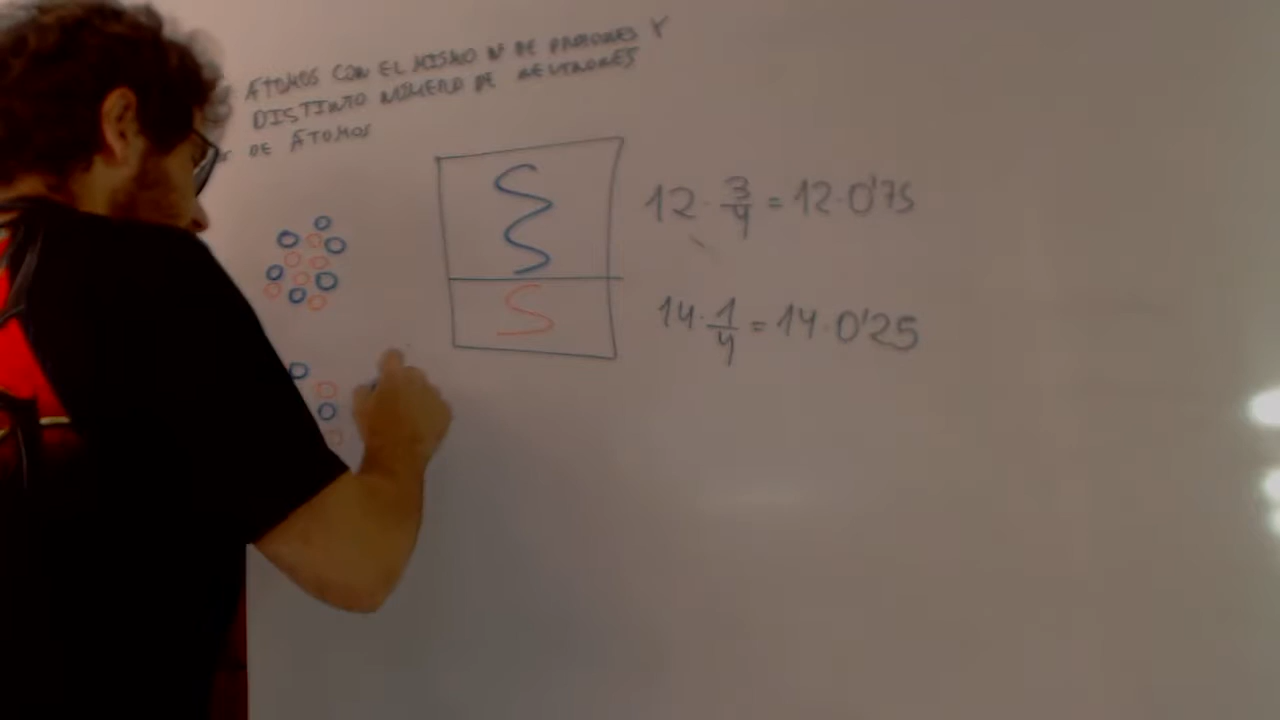 ÁTOMOS CON EL MISMO Nº DE PROTONES Y
DISTINTO NÚMERO DE NEUTRONES
DE ÁTOMOS
12 · 3/4 = 12 · 0'75
14 · 1/4 = 14 · 0'25